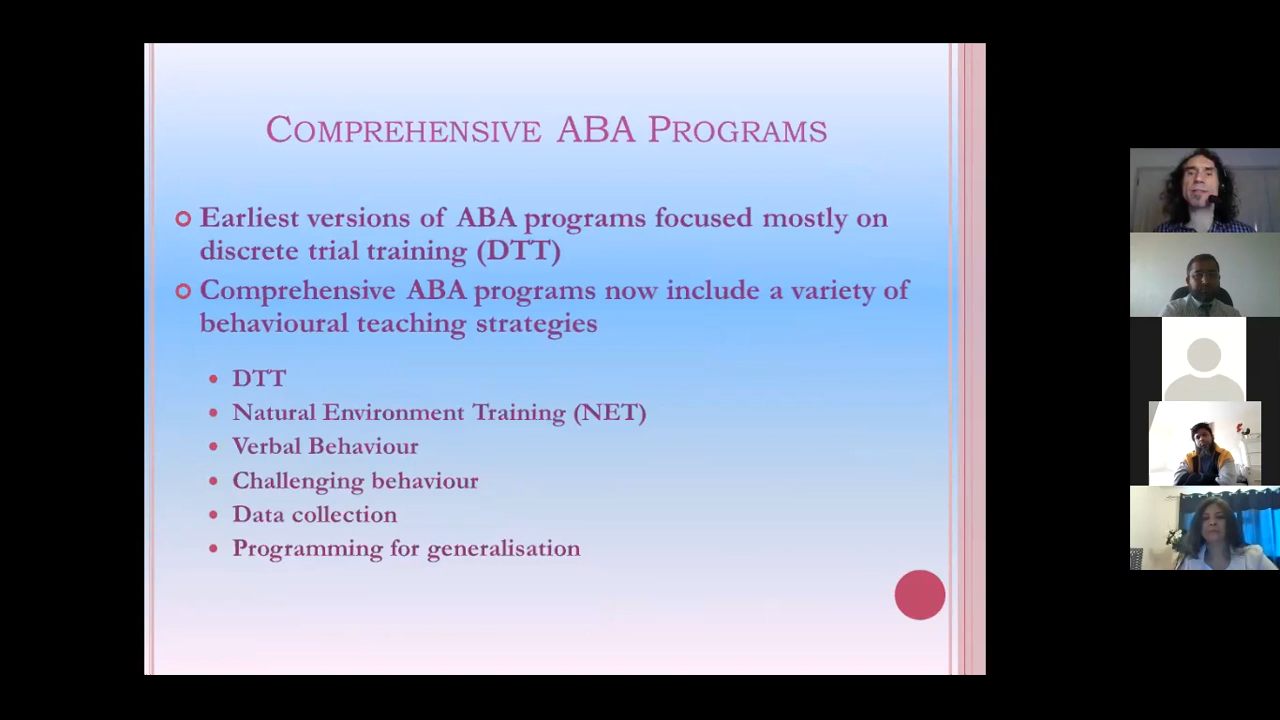 COMPREHENSIVE ABA PROGRAMS
Earliest versions of ABA programs focused mostly on
discrete trial training (DTT)
Comprehensive ABA programs now include a variety of
behavioural teaching strategies
DTT
Natural Environment Training (NET)
Verbal Behaviour
Challenging behaviour
Data collection
Programming for generalisation